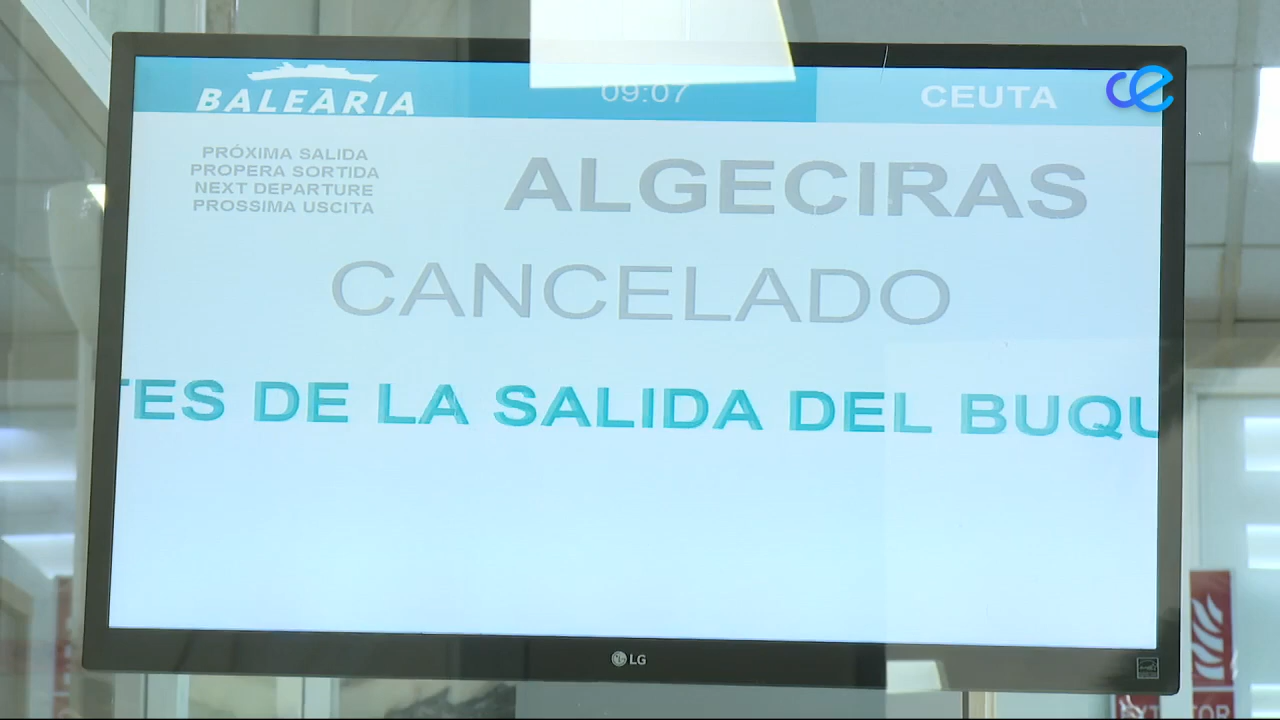 BALEÀRIA
09:07
CEUTA
PRÓXIMA SALIDA
PROPERA SORTIDA
NEXT DEPARTURE
PROSSIMA USCITA
ALGECIRAS
CANCELADO
TES DE LA SALIDA DEL BUQU
LG